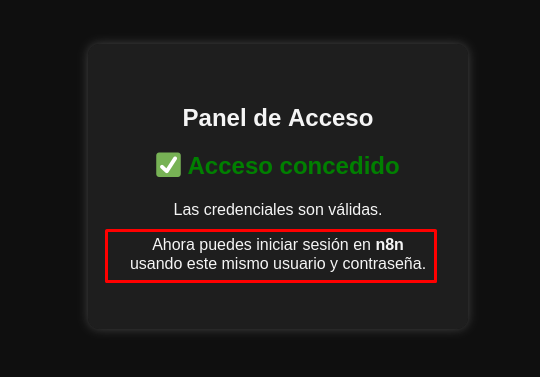 Panel de Acceso
✅ Acceso concedido
Las credenciales son válidas.
Ahora puedes iniciar sesión en n8n
usando este mismo usuario y contraseña.